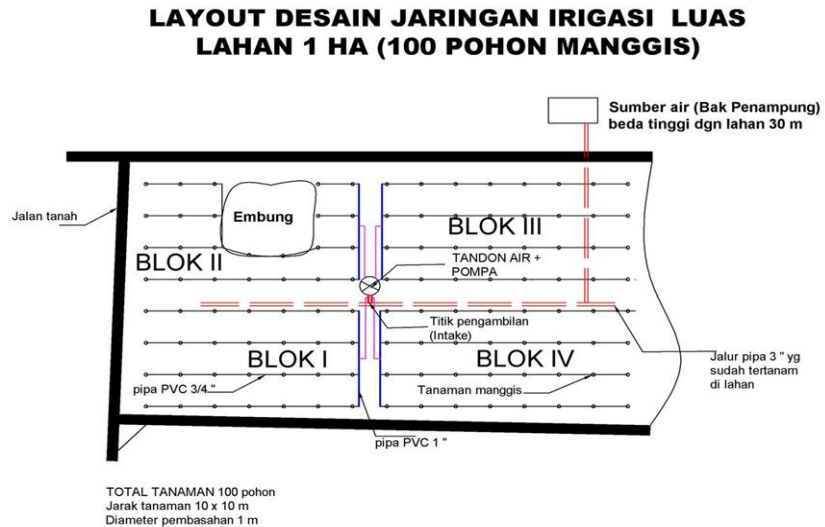 LAYOUT DESAIN JARINGAN IRIGASI LUAS
LAHAN 1 HA (100 POHON MANGGIS)
Sumber air (Bak Penampung)
beda tinggi dgn lahan 30 m
Jalan tanah
Embung
BLOK III
BLOK II
TANDON AIR +
POMPA
Titik pengambilan
(Intake)
BLOK I
BLOK IV
Jalur pipa 3 " yg
sudah tertanam
di lahan
pipa PVC 3/4 "
Tanaman manggis
pipa PVC 1 "
TOTAL TANAMAN 100 pohon
Jarak tanaman 10 x 10 m
Diameter pembasahan 1 m